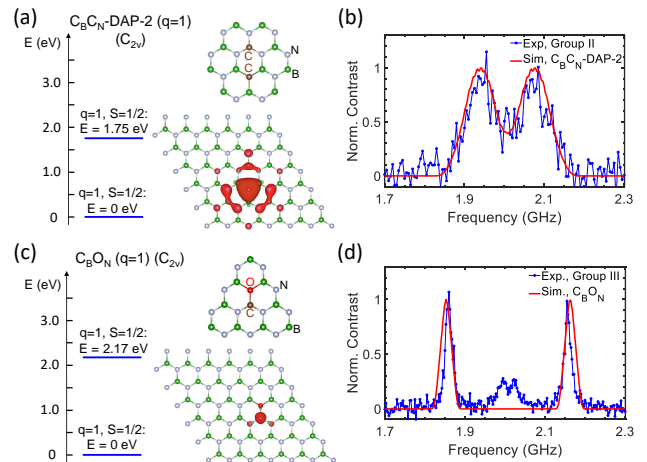 (a)
C_BC_N-DAP-2 (q=1)
(C_2v)
E (eV)
3.0
2.0
1.0
0
q=1, S=1/2:
E = 1.75 eV
q=1, S=1/2:
E = 0 eV
C
C
N
B
(b)
Norm. Contrast
1
0.5
0
Exp, Group II
Sim, C_BC_N-DAP-2
1.7
1.9
2.1
2.3
Frequency (GHz)
(c)
C_BO_N (q=1) (C_2v)
E (eV)
3.0
2.0
1.0
0
q=1, S=1/2:
E = 2.17 eV
q=1, S=1/2:
E = 0 eV
O
N
C
B
(d)
Norm. Contrast
1
0.5
0
Exp., Group III
Sim., C_BO_N
1.7
1.9
2.1
2.3
Frequency (GHz)